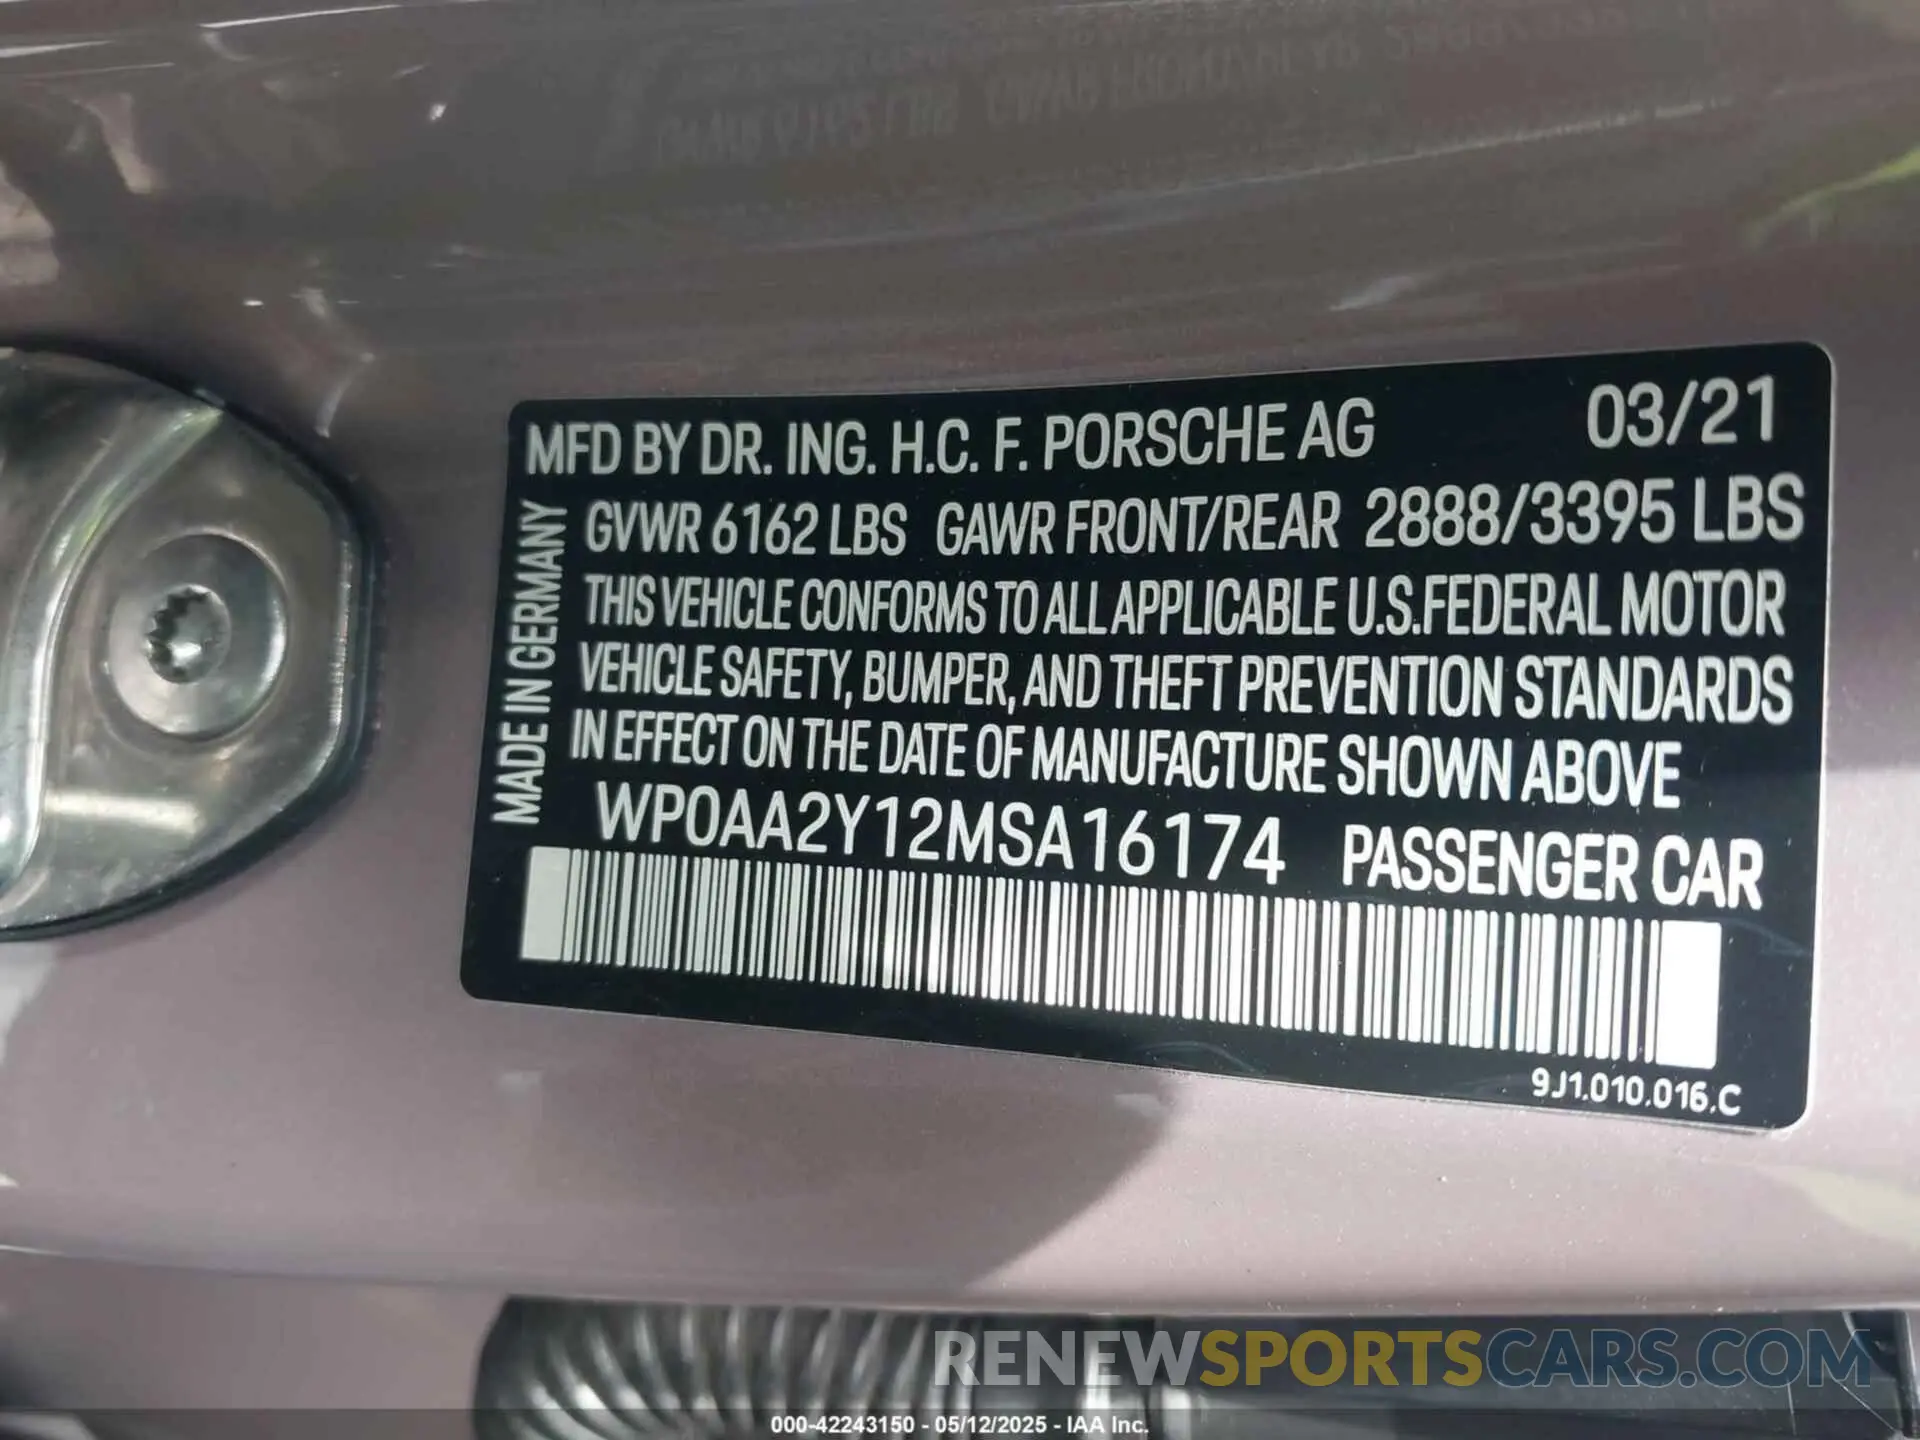 MFD BY DR. ING. H.C. F. PORSCHE AG 03/21
GVWR 6162 LBS GAWR FRONT/REAR 2888/3395 LBS
THIS VEHICLE CONFORMS TO ALL APPLICABLE U.S.FEDERAL MOTOR
VEHICLE SAFETY, BUMPER, AND THEFT PREVENTION STANDARDS
IN EFFECT ON THE DATE OF MANUFACTURE SHOWN ABOVE
WP0AA2Y12MSA16174 PASSENGER CAR
MADE IN GERMANY
9J1.010.016.C
RENEWSPORTSCARS.COM
000-42243150 - 05/12/2025 - IAA Inc.